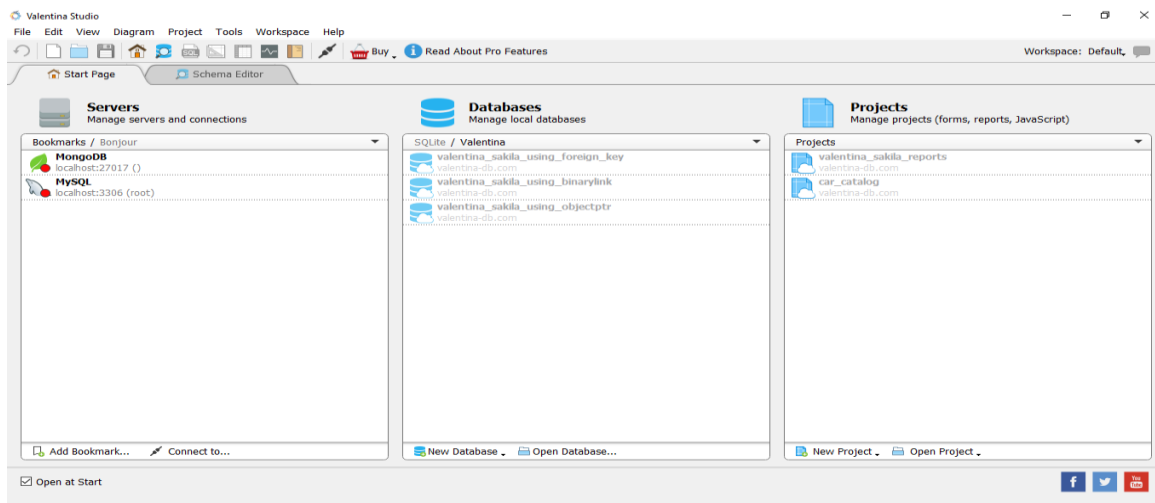 Valentina Studio
File Edit View Diagram Project Tools Workspace Help
Buy Read About Pro Features Workspace: Default
Start Page Schema Editor
Servers
Manage servers and connections
Bookmarks / Bonjour
MongoDB
localhost:27017 ()
MySQL
localhost:3306 (root)
Add Bookmark... Connect to...
Databases
Manage local databases
SQLite / Valentina
valentina_sakila_using_foreign_key
valentina-db.com
valentina_sakila_using_binarylink
valentina-db.com
valentina_sakila_using_objectptr
valentina-db.com
New Database Open Database...
Projects
Manage projects (forms, reports, JavaScript)
Projects
valentina_sakila_reports
valentina-db.com
car_catalog
valentina-db.com
New Project Open Project
Open at Start
f
You
Tube